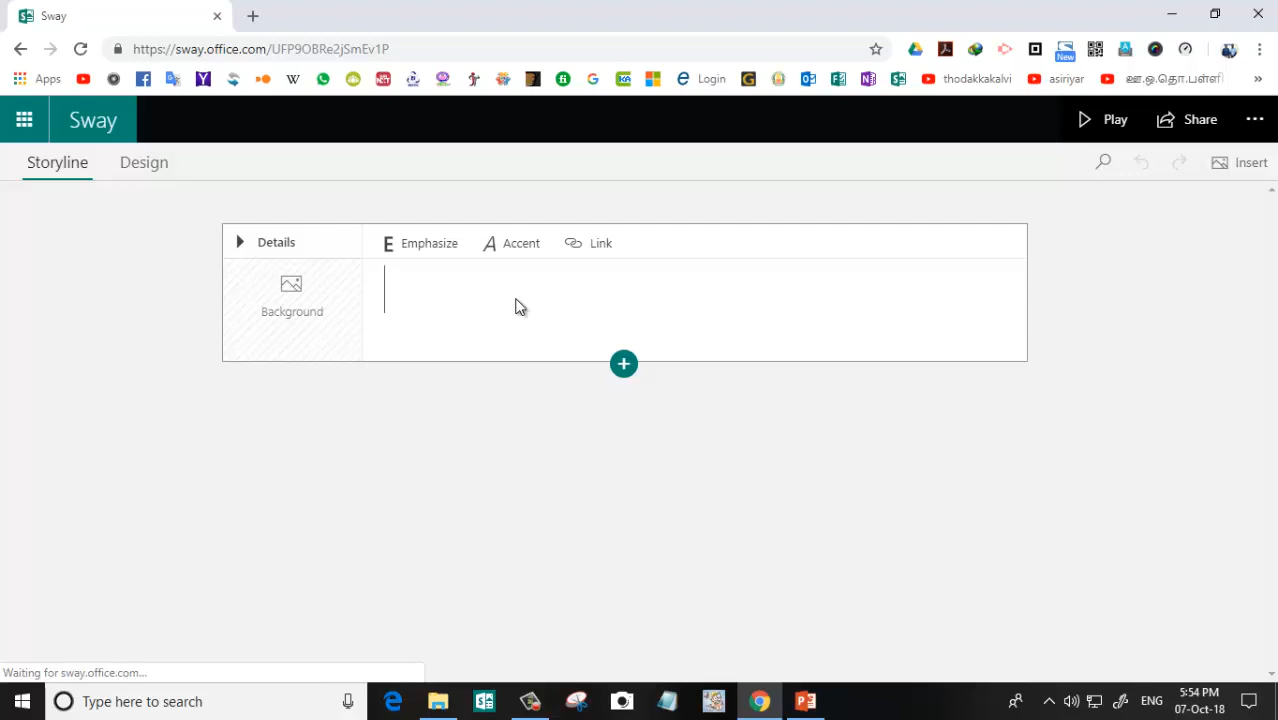 Sway
https://sway.office.com/UFP9OBRe2jSmEv1P
Apps
New
Login
thodakkakalvi
asiriyar
ஊ.ஒ.தொ.பள்ளி
Sway
Play
Share
Storyline
Design
Insert
Details
E Emphasize
A Accent
Link
Background
Waiting for sway.office.com...
Type here to search
ENG
5:54 PM
07-Oct-18